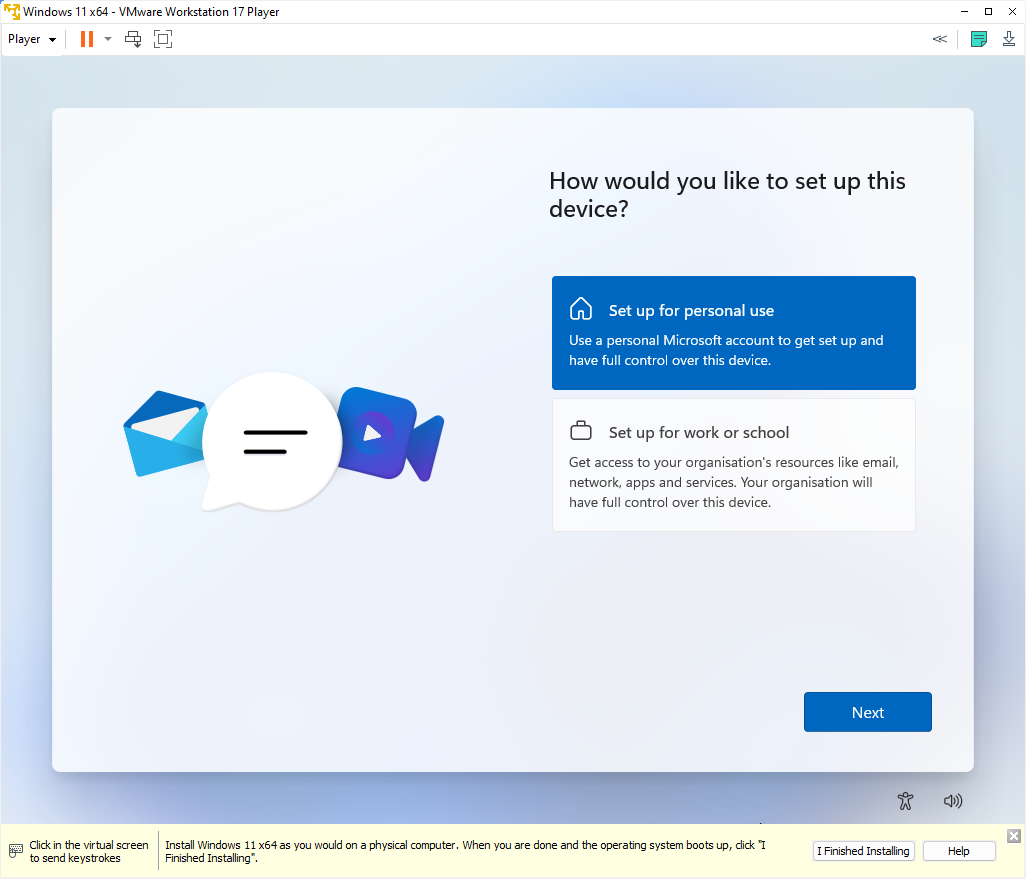 Windows 11 x64 - VMware Workstation 17 Player
Player
How would you like to set up this
device?
Set up for personal use
Use a personal Microsoft account to get set up and
have full control over this device.
Set up for work or school
Get access to your organisation's resources like email,
network, apps and services. Your organisation will
have full control over this device.
Next
Click in the virtual screen
to send keystrokes
Install Windows 11 x64 as you would on a physical computer. When you are done and the operating system boots up, click "I
Finished Installing".
I Finished Installing
Help